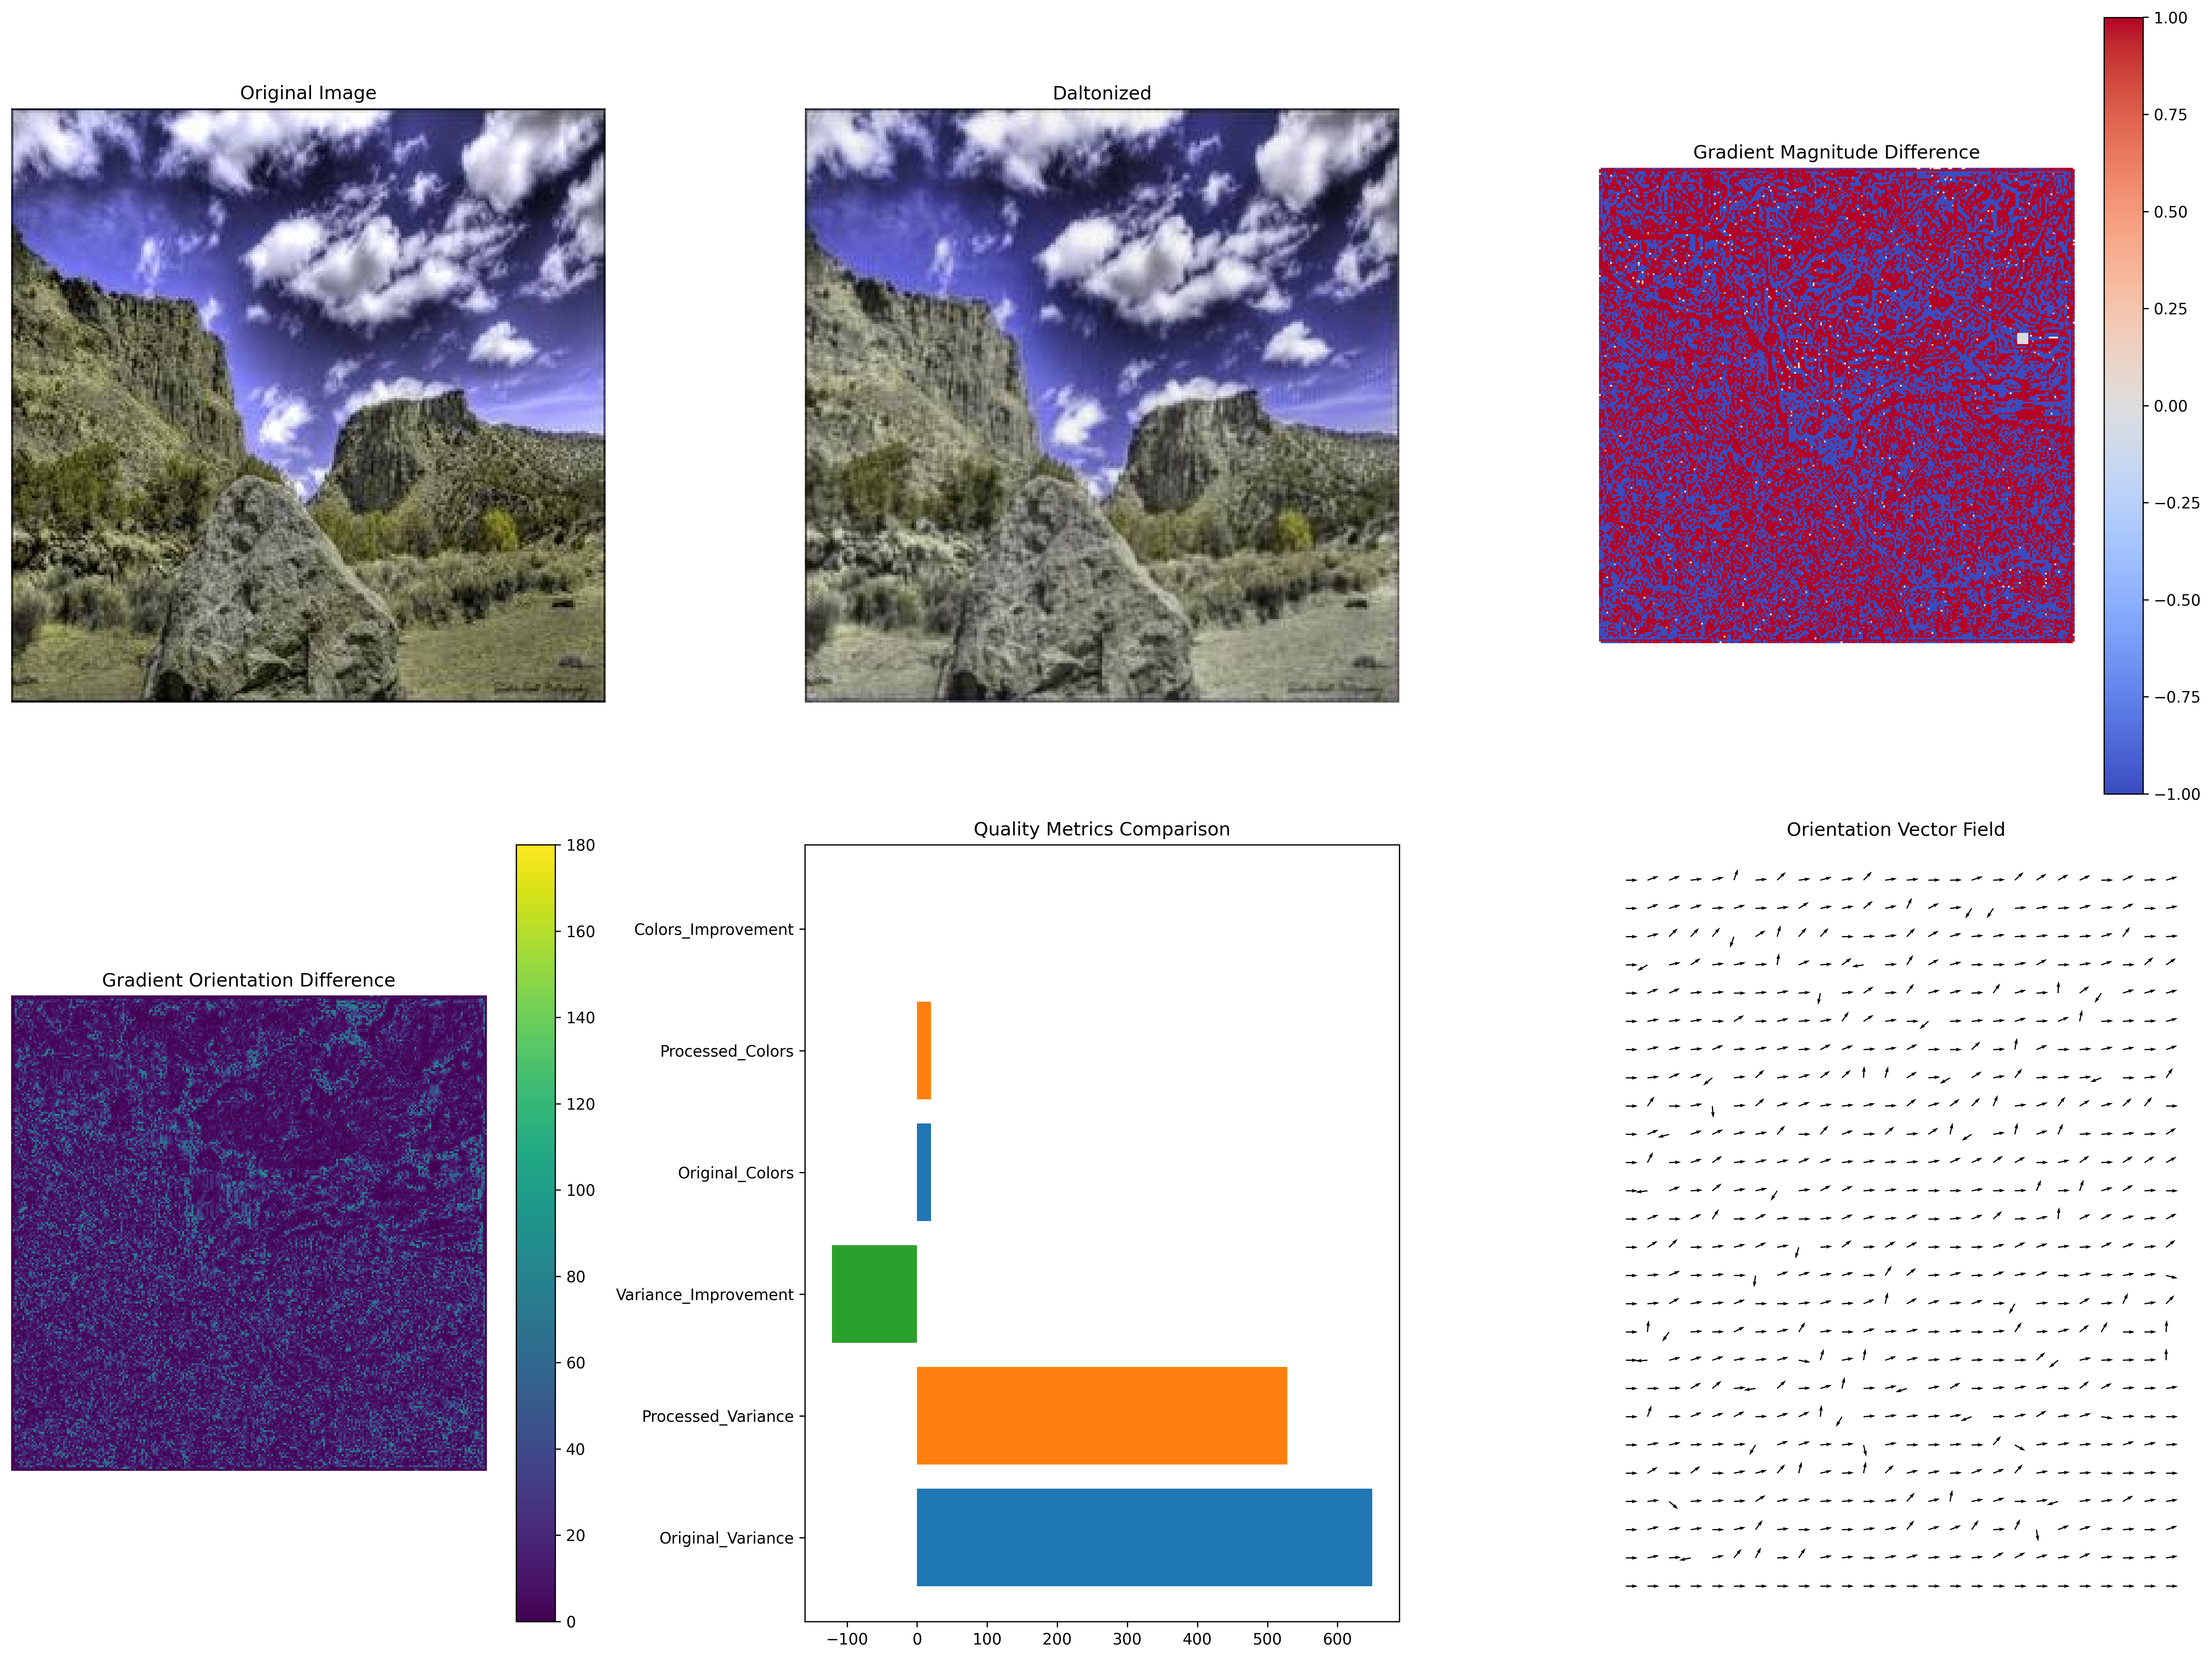 Original Image
Daltonized
Gradient Magnitude Difference
1.00
0.75
0.50
0.25
0.00
−0.25
−0.50
−0.75
−1.00
Gradient Orientation Difference
180
160
140
120
100
80
60
40
20
0
Quality Metrics Comparison
Colors_Improvement
Processed_Colors
Original_Colors
Variance_Improvement
Processed_Variance
Original_Variance
−100 0 100 200 300 400 500 600
Orientation Vector Field